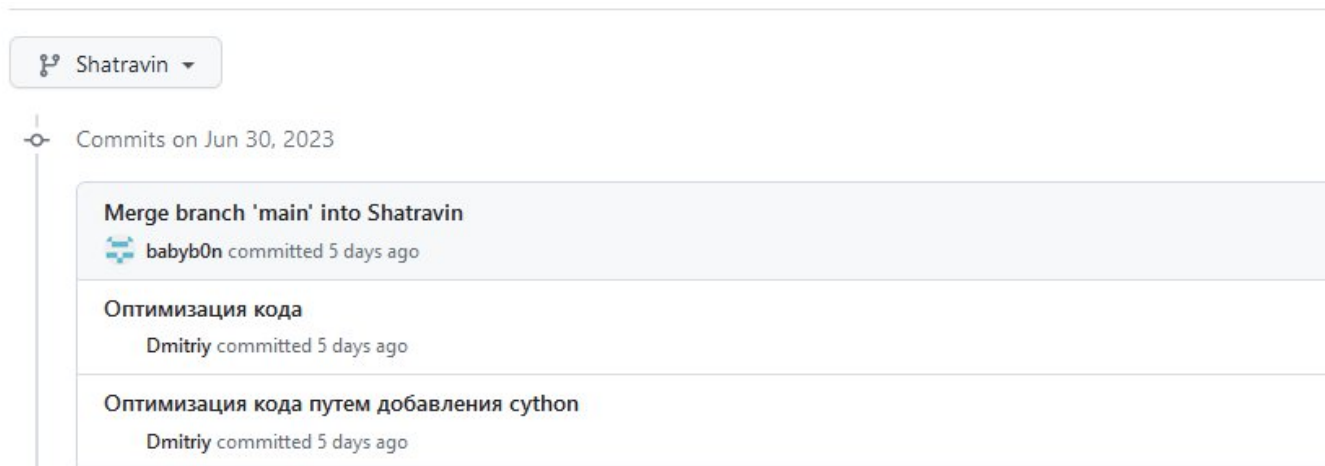 Shatravin
Commits on Jun 30, 2023
Merge branch 'main' into Shatravin
babyb0n committed 5 days ago
Оптимизация кода
Dmitriy committed 5 days ago
Оптимизация кода путем добавления cython
Dmitriy committed 5 days ago